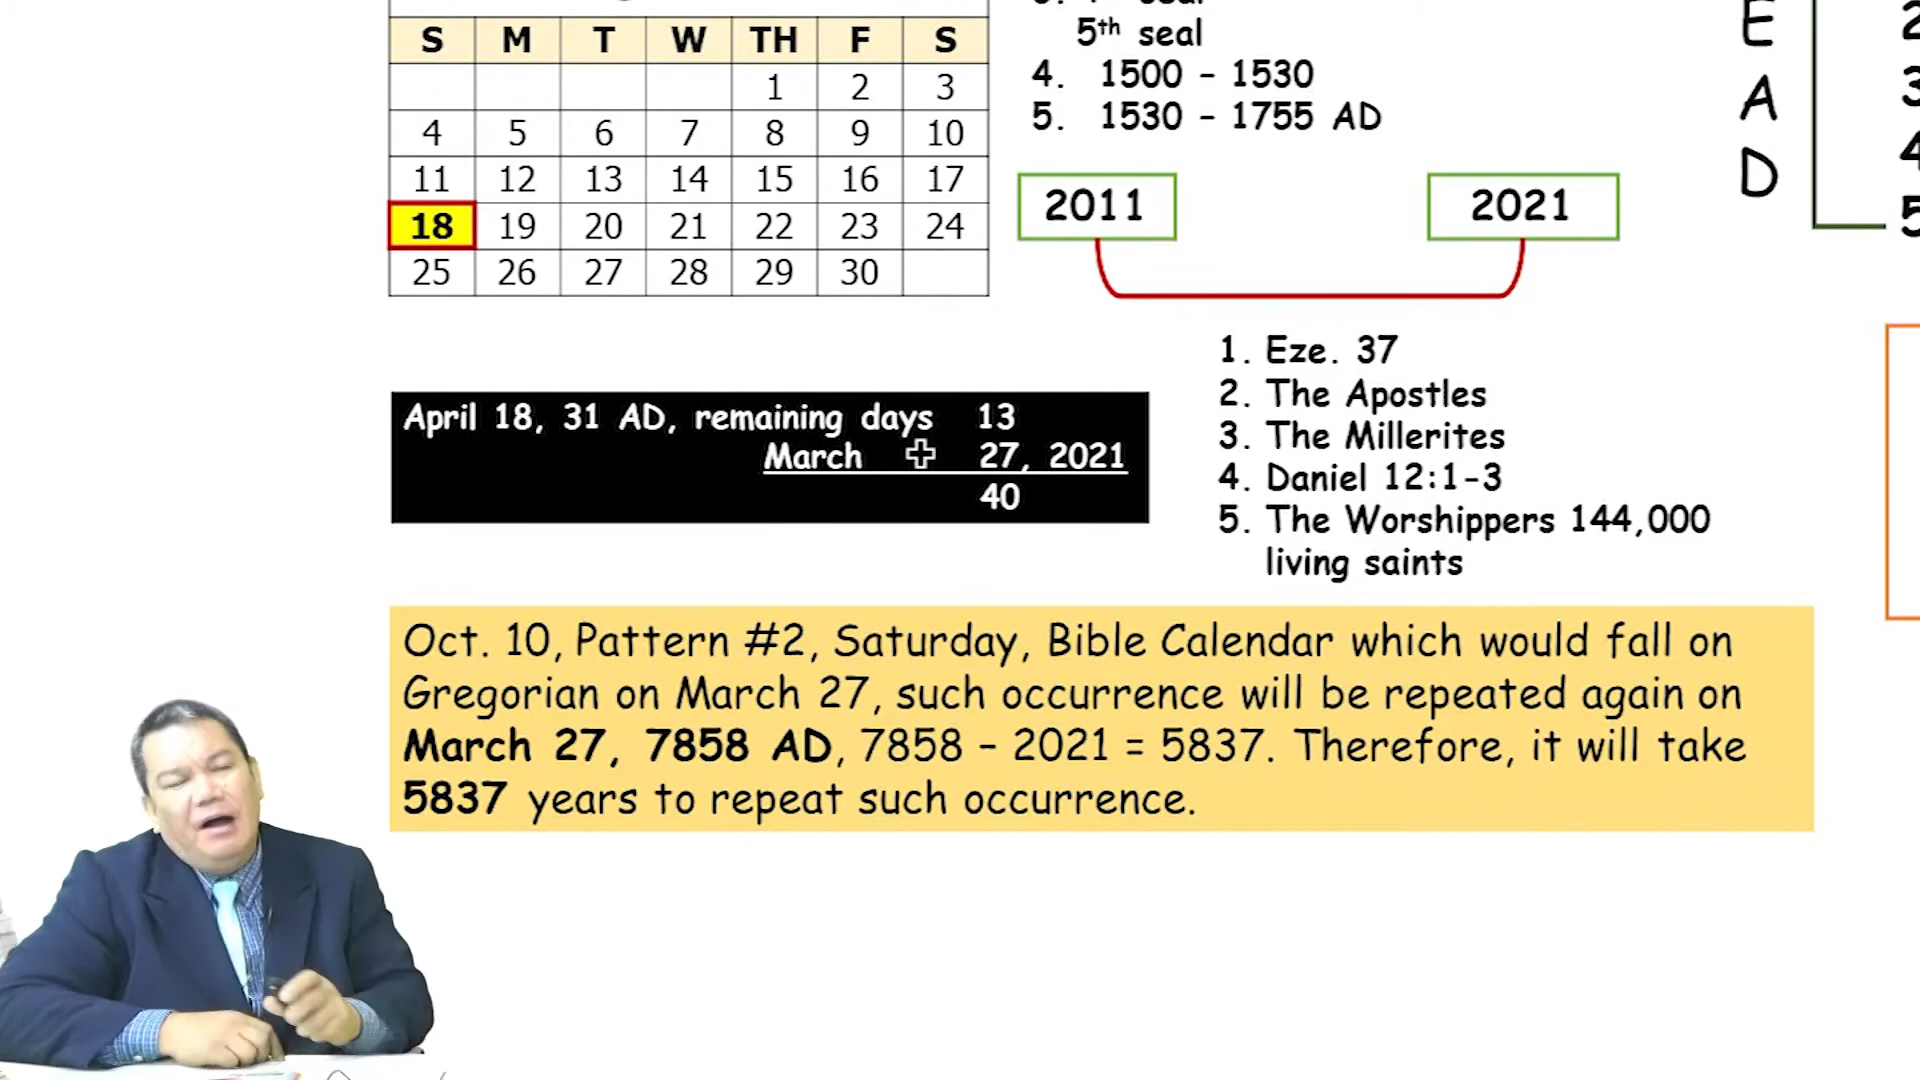 S M T W TH F S
1 2 3
4 5 6 7 8 9 10
11 12 13 14 15 16 17
18 19 20 21 22 23 24
25 26 27 28 29 30
5th seal
4. 1500 – 1530
5. 1530 – 1755 AD
2011
2021
E
A
D
2
3
4
5
April 18, 31 AD, remaining days 13
March + 27, 2021
40
1. Eze. 37
2. The Apostles
3. The Millerites
4. Daniel 12:1-3
5. The Worshippers 144,000
living saints
Oct. 10, Pattern #2, Saturday, Bible Calendar which would fall on
Gregorian on March 27, such occurrence will be repeated again on
March 27, 7858 AD, 7858 – 2021 = 5837. Therefore, it will take
5837 years to repeat such occurrence.